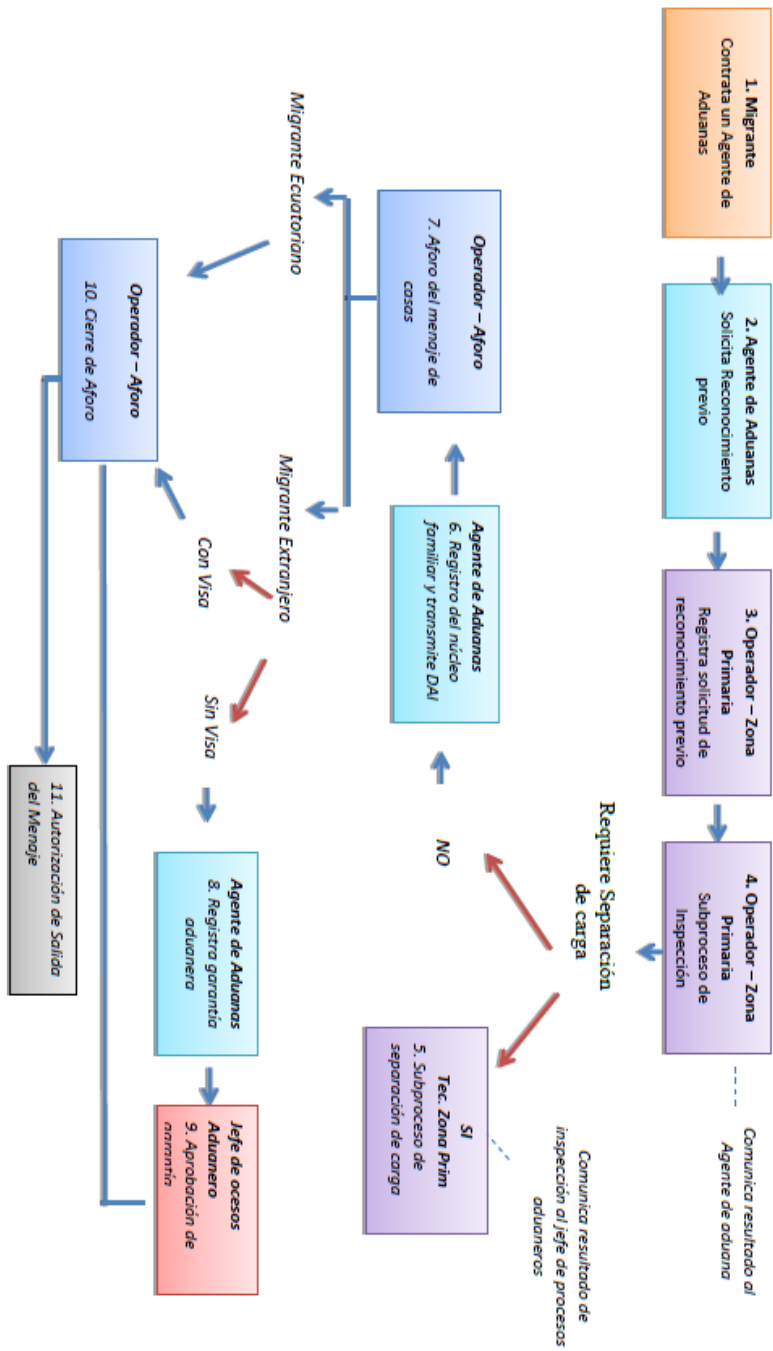 1. Migrante
Contrata un Agente de
Aduanas
2. Agente de Aduanas
Solicita Reconocimiento
previo
3. Operador – Zona
Primaria
Registra solicitud de
reconocimiento previo
4. Operador – Zona
Primaria
Subproceso de
Inspección
Comunica resultado al
Agente de aduana
Requiere Separación
de carga
NO
SI
Tec. Zona Prim
5. Subproceso de
separación de carga
Comunica resultado de
inspección al jefe de procesos
aduaneros
Agente de Aduanas
6. Registro del núcleo
familiar y transmite DAI
Operador – Aforo
7. Aforo del menaje de
casas
Migrante Ecuatoriano
Migrante Extranjero
Con Visa
Sin Visa
Agente de Aduanas
8. Registra garantía
aduanera
Jefe de ocesos
Aduanero
9. Aprobación de
garantía
Operador – Aforo
10. Cierre de Aforo
11. Autorización de Salida
del Menaje